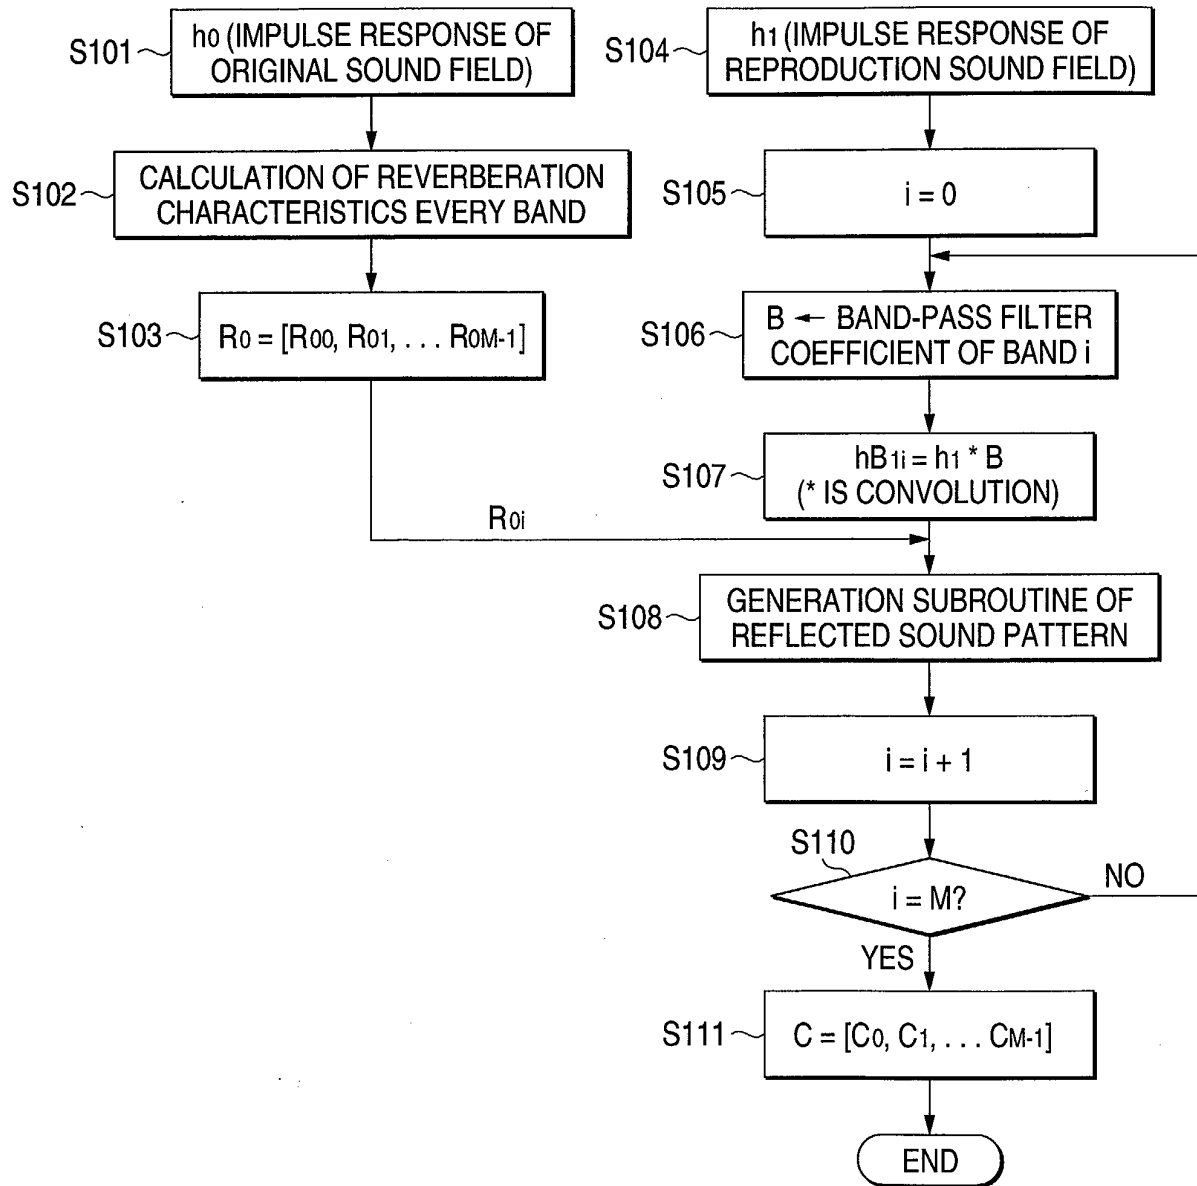 S101
h0 (IMPULSE RESPONSE OF
ORIGINAL SOUND FIELD)
S102
CALCULATION OF REVERBERATION
CHARACTERISTICS EVERY BAND
S103
R0 = [R00, R01, . . . R0M-1]
R0i
S104
h1 (IMPULSE RESPONSE OF
REPRODUCTION SOUND FIELD)
S105
i = 0
S106
B ← BAND-PASS FILTER
COEFFICIENT OF BAND i
S107
hB1i = h1 * B
(* IS CONVOLUTION)
S108
GENERATION SUBROUTINE OF
REFLECTED SOUND PATTERN
S109
i = i + 1
S110
i = M?
NO
YES
S111
C = [C0, C1, . . . CM-1]
END